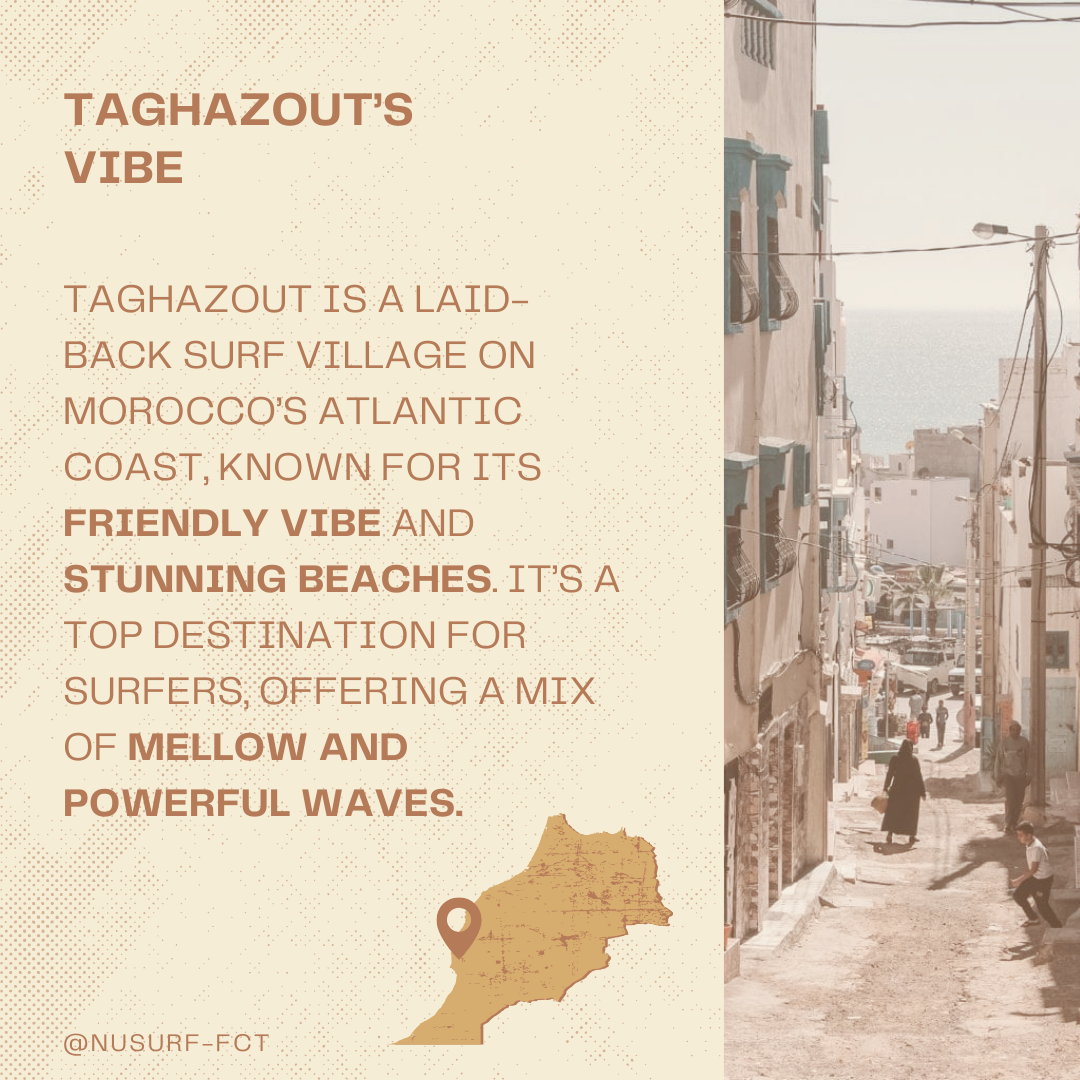 TAGHAZOUT’S
VIBE
TAGHAZOUT IS A LAID-
BACK SURF VILLAGE ON
MOROCCO’S ATLANTIC
COAST, KNOWN FOR ITS
FRIENDLY VIBE AND
STUNNING BEACHES. IT’S A
TOP DESTINATION FOR
SURFERS, OFFERING A MIX
OF MELLOW AND
POWERFUL WAVES.
@NUSURF-FCT